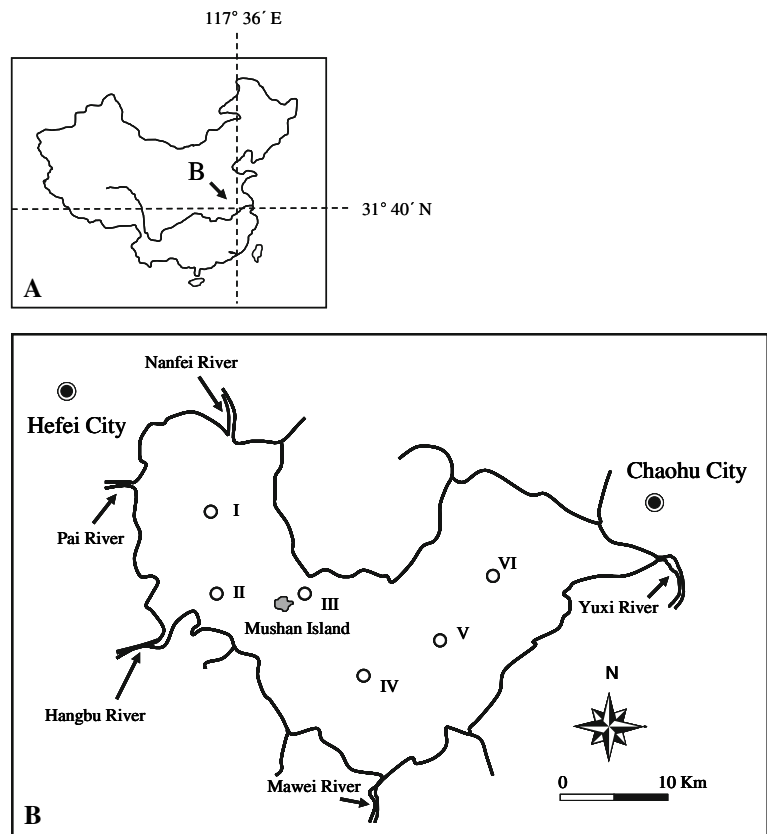 117° 36´ E
B
31° 40´ N
A
Nanfei River
Hefei City
Chaohu City
I
Pai River
VI
II
III
Yuxi River
Mushan Island
V
N
IV
Hangbu River
Mawei River
0 10 Km
B